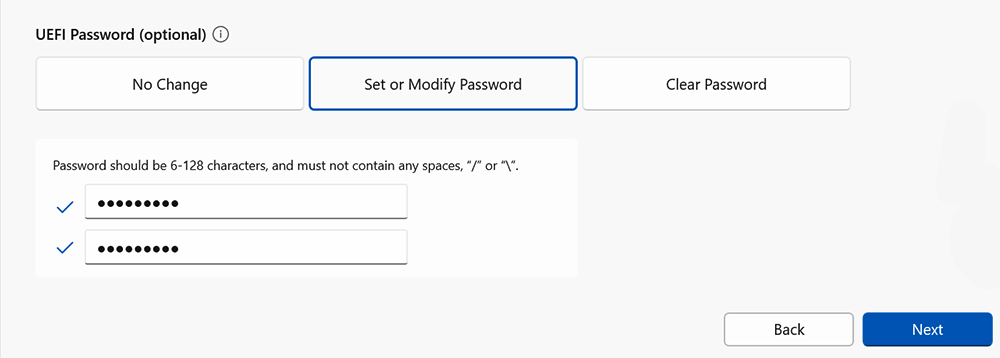 UEFI Password (optional)
No Change
Set or Modify Password
Clear Password
Password should be 6-128 characters, and must not contain any spaces, “/” or “\”.
•••••••••
•••••••••
Back
Next